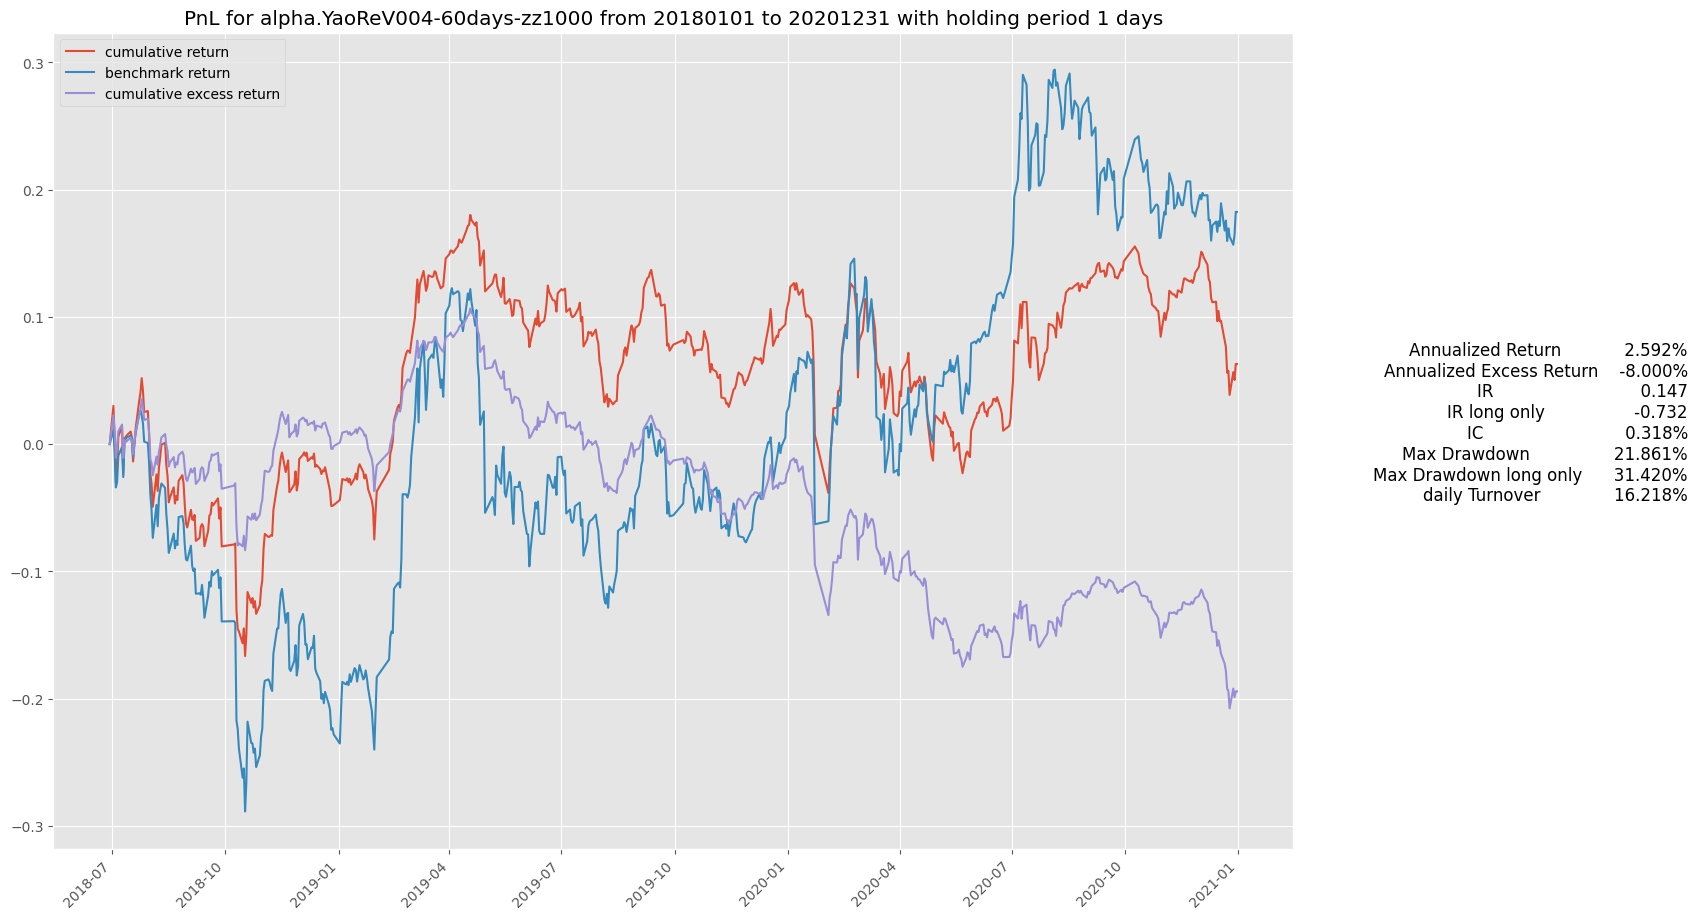 PnL for alpha.YaoReV004-60days-zz1000 from 20180101 to 20201231 with holding period 1 days
cumulative return
benchmark return
cumulative excess return
0.3
0.2
0.1
0.0
−0.1
−0.2
−0.3
2018-07
2018-10
2019-01
2019-04
2019-07
2019-10
2020-01
2020-04
2020-07
2020-10
2021-01
Annualized Return 2.592%
Annualized Excess Return -8.000%
IR 0.147
IR long only -0.732
IC 0.318%
Max Drawdown 21.861%
Max Drawdown long only 31.420%
daily Turnover 16.218%